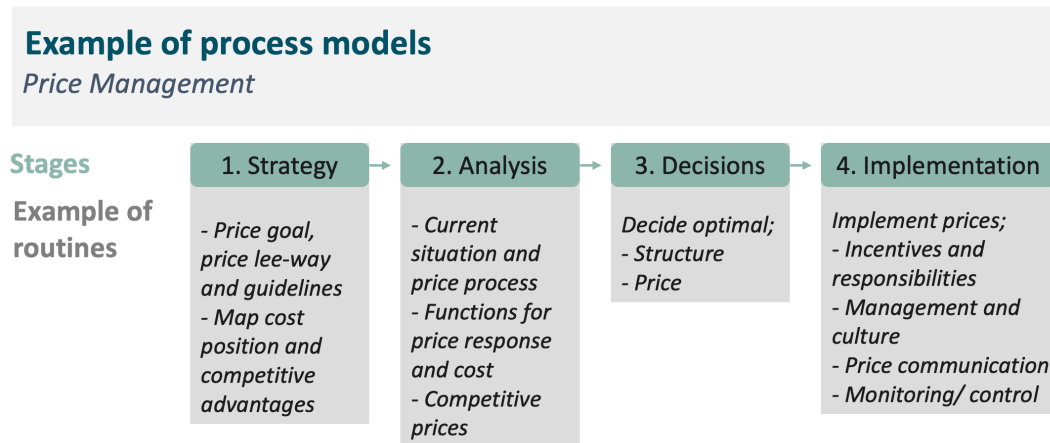 Example of process models
Price Management
Stages
1. Strategy
2. Analysis
3. Decisions
4. Implementation
Example of
routines
- Price goal,
price lee-way
and guidelines
- Map cost
position and
competitive
advantages
- Current
situation and
price process
- Functions for
price response
and cost
- Competitive
prices
Decide optimal;
- Structure
- Price
Implement prices;
- Incentives and
responsibilities
- Management and
culture
- Price communication
- Monitoring/ control